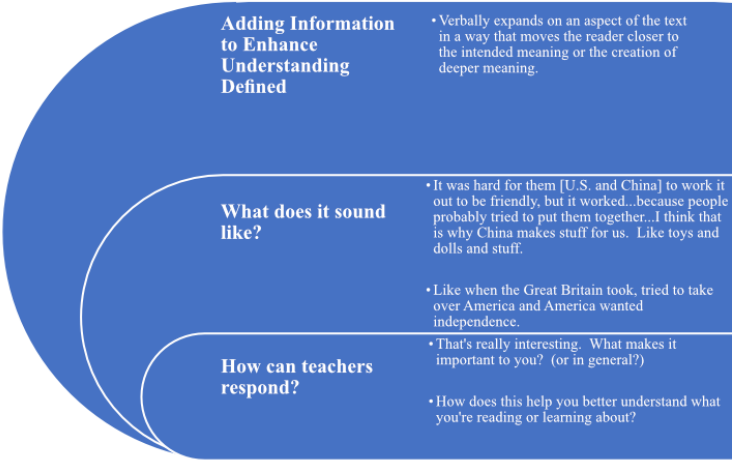 Adding Information
to Enhance
Understanding
Defined
• Verbally expands on an aspect of the text
in a way that moves the reader closer to
the intended meaning or the creation of
deeper meaning.
What does it sound
like?
• It was hard for them [U.S. and China] to work it
out to be friendly, but it worked...because people
probably tried to put them together...I think that
is why China makes stuff for us.  Like toys and
dolls and stuff.
• Like when the Great Britain took, tried to take
over America and America wanted
independence.
How can teachers
respond?
• That's really interesting.  What makes it
important to you?  (or in general?)
• How does this help you better understand what
you're reading or learning about?